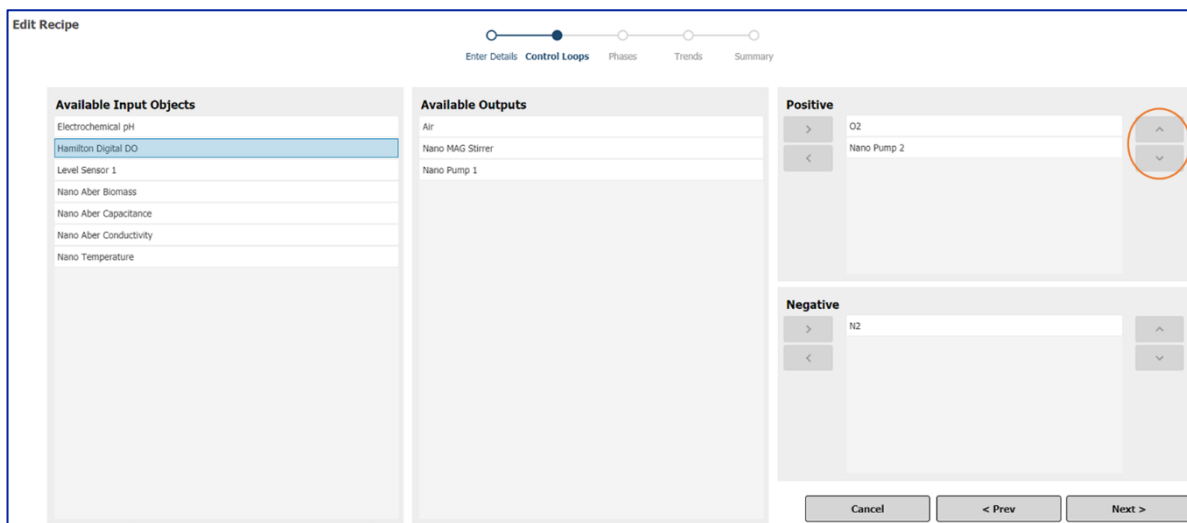 Edit Recipe
Enter Details Control Loops Phases Trends Summary
Available Input Objects
Electrochemical pH
Hamilton Digital DO
Level Sensor 1
Nano Aber Biomass
Nano Aber Capacitance
Nano Aber Conductivity
Nano Temperature
Available Outputs
Air
Nano MAG Stirrer
Nano Pump 1
Positive
O2
Nano Pump 2
Negative
N2
Cancel < Prev Next >